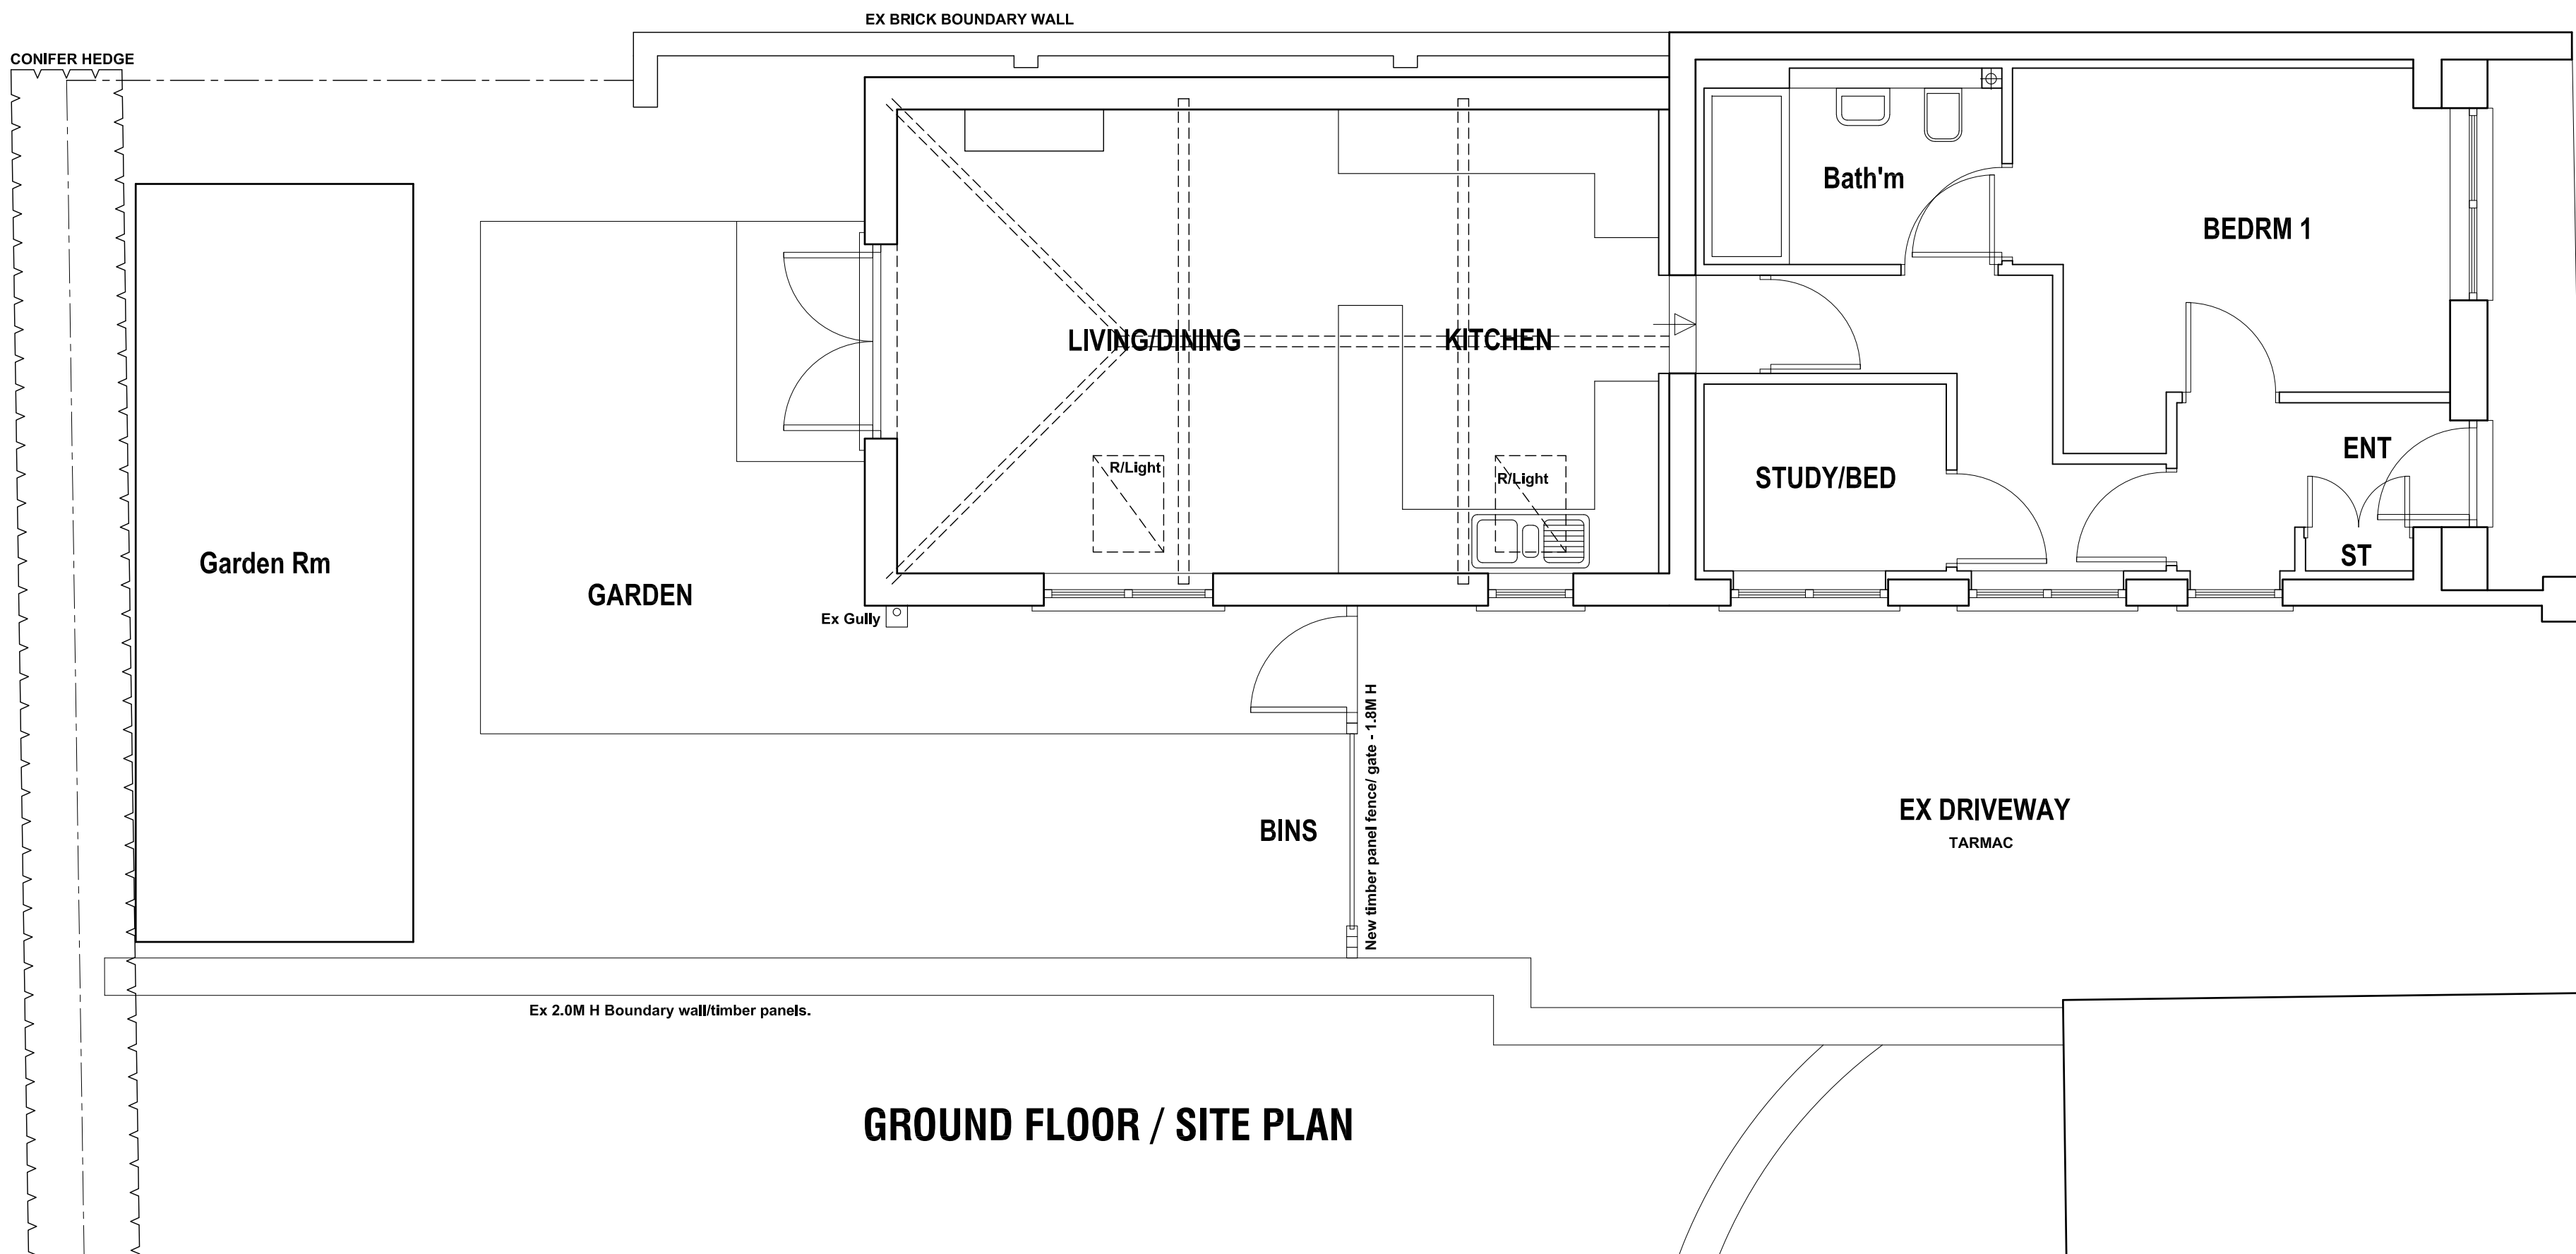 EX BRICK BOUNDARY WALL
CONIFER HEDGE
Bath'm
BEDRM 1
LIVING/DINING
KITCHEN
ENT
R/Light
R/Light
STUDY/BED
ST
Garden Rm
GARDEN
Ex Gully
New timber panel fence/ gate - 1.8M H
BINS
EX DRIVEWAY
TARMAC
Ex 2.0M H Boundary wall/timber panels.
GROUND FLOOR / SITE PLAN